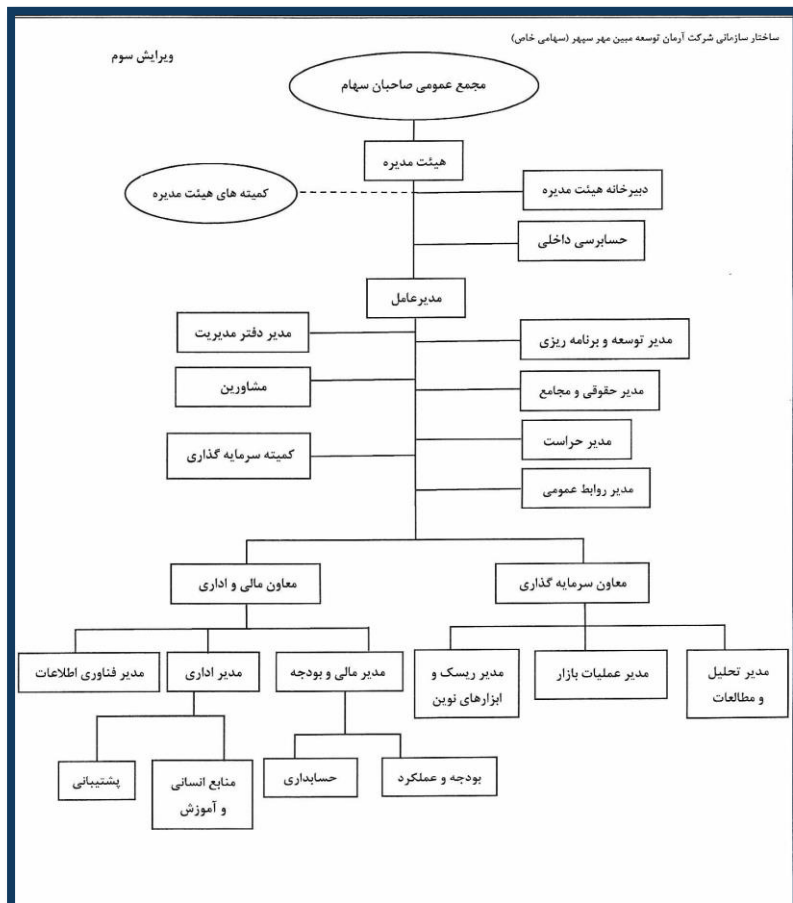 ساختار سازمانی شرکت آرمان توسعه مبین مهر سپهر (سهامی خاص)
ویرایش سوم
مجمع عمومی صاحبان سهام
هیئت مدیره
دبیرخانه هیئت مدیره
کمیته های هیئت مدیره
حسابرسی داخلی
مدیرعامل
مدیر توسعه و برنامه ریزی
مدیر دفتر مدیریت
مدیر حقوقی و مجامع
مشاورین
مدیر حراست
کمیته سرمایه گذاری
مدیر روابط عمومی
معاون سرمایه گذاری
معاون مالی و اداری
مدیر تحلیل
و مطالعات
مدیر عملیات بازار
مدیر ریسک و
ابزارهای نوین
مدیر مالی و بودجه
مدیر اداری
مدیر فناوری اطلاعات
بودجه و عملکرد
حسابداری
منابع انسانی
و آموزش
پشتیبانی